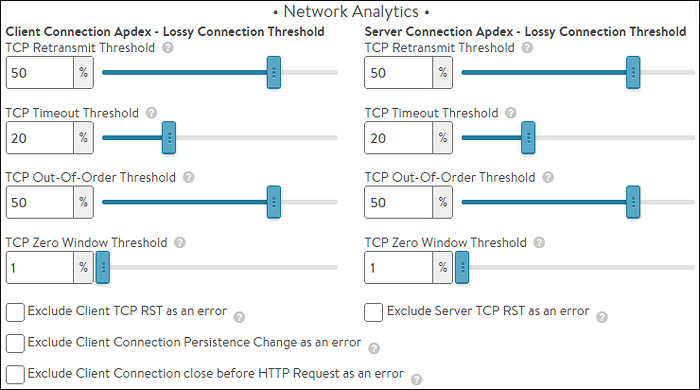 • Network Analytics •
Client Connection Apdex - Lossy Connection Threshold
TCP Retransmit Threshold ?
50 %
TCP Timeout Threshold ?
20 %
TCP Out-Of-Order Threshold ?
50 %
TCP Zero Window Threshold ?
1 %
Exclude Client TCP RST as an error ?
Exclude Client Connection Persistence Change as an error ?
Exclude Client Connection close before HTTP Request as an error ?
Server Connection Apdex - Lossy Connection Threshold
TCP Retransmit Threshold ?
50 %
TCP Timeout Threshold ?
20 %
TCP Out-Of-Order Threshold ?
50 %
TCP Zero Window Threshold ?
1 %
Exclude Server TCP RST as an error ?